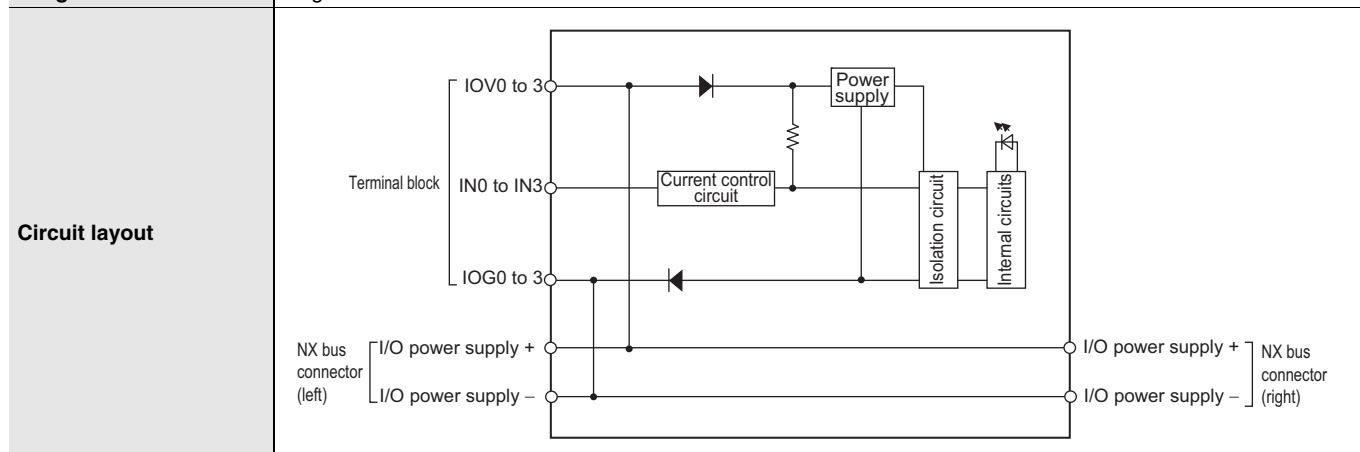 Circuit layout
IOV0 to 3
Power
supply
Terminal block
IN0 to IN3
Current control
circuit
Isolation circuit
Internal circuits
IOG0 to 3
NX bus
connector
(left)
I/O power supply +
I/O power supply −
I/O power supply +
I/O power supply −
NX bus
connector
(right)